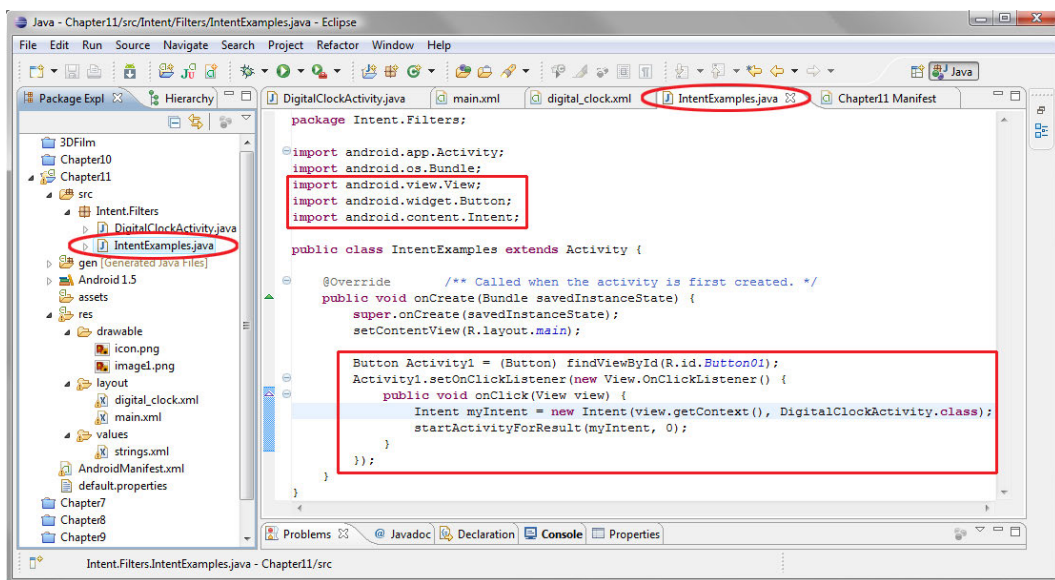 Java - Chapter11/src/Intent/Filters/IntentExamples.java - Eclipse
File Edit Run Source Navigate Search Project Refactor Window Help
Java
Package Expl
Hierarchy
DigitalClockActivity.java
main.xml
digital_clock.xml
IntentExamples.java
Chapter11 Manifest
3DFilm
Chapter10
Chapter11
src
Intent.Filters
DigitalClockActivity.java
IntentExamples.java
gen [Generated Java Files]
Android 1.5
assets
res
drawable
icon.png
image1.png
layout
digital_clock.xml
main.xml
values
strings.xml
AndroidManifest.xml
default.properties
Chapter7
Chapter8
Chapter9
package Intent.Filters;
import android.app.Activity;
import android.os.Bundle;
import android.view.View;
import android.widget.Button;
import android.content.Intent;
public class IntentExamples extends Activity {
@Override /** Called when the activity is first created. */
public void onCreate(Bundle savedInstanceState) {
super.onCreate(savedInstanceState);
setContentView(R.layout.main);
Button Activity1 = (Button) findViewById(R.id.Button01);
Activity1.setOnClickListener(new View.OnClickListener() {
public void onClick(View view) {
Intent myIntent = new Intent(view.getContext(), DigitalClockActivity.class);
startActivityForResult(myIntent, 0);
}
});
}
}
Problems
@ Javadoc
Declaration
Console
Properties
Intent.Filters.IntentExamples.java - Chapter11/src